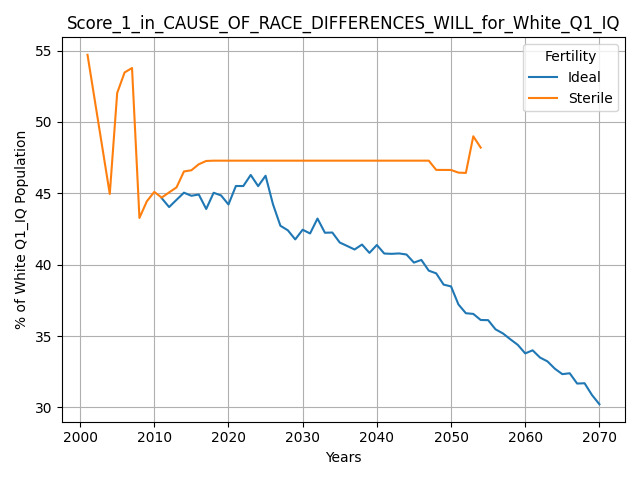 Score_1_in_CAUSE_OF_RACE_DIFFERENCES_WILL_for_White_Q1_IQ
55
50
45
40
35
30
% of White Q1_IQ Population
Fertility
Ideal
Sterile
2000 2010 2020 2030 2040 2050 2060 2070
Years